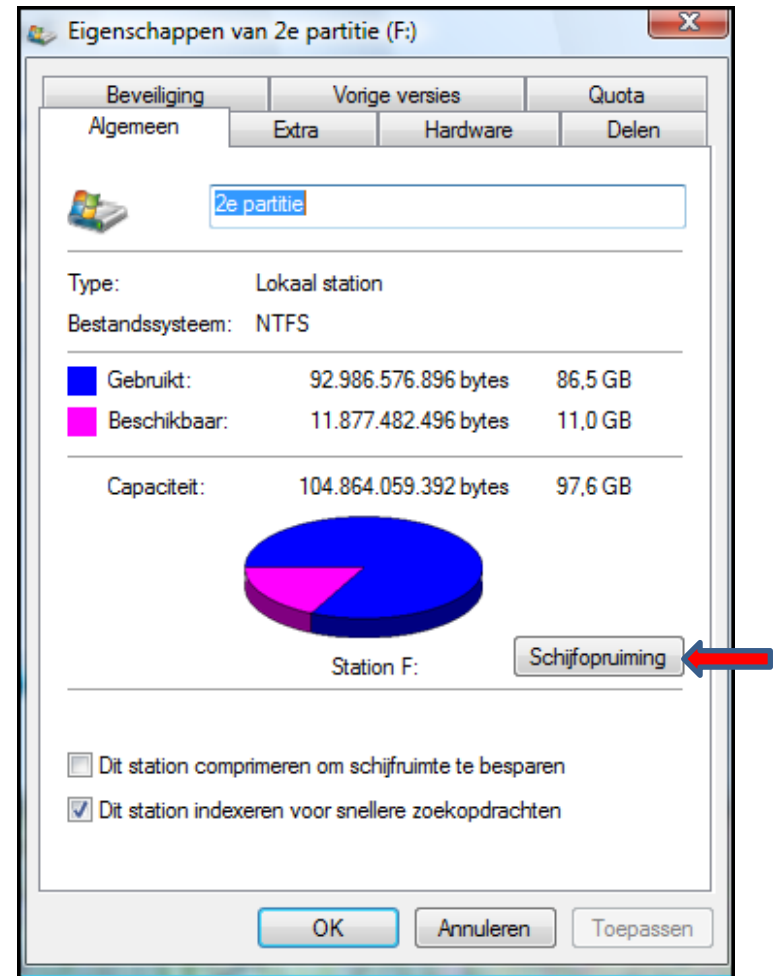 Eigenschappen van 2e partitie (F:)
Beveiliging Vorige versies Quota
Algemeen Extra Hardware Delen
2e partitie
Type: Lokaal station
Bestandssysteem: NTFS
Gebruikt: 92.986.576.896 bytes 86,5 GB
Beschikbaar: 11.877.482.496 bytes 11,0 GB
Capaciteit: 104.864.059.392 bytes 97,6 GB
Station F: Schijfopruiming
Dit station comprimeren om schijfruimte te besparen
Dit station indexeren voor snellere zoekopdrachten
OK Annuleren Toepassen